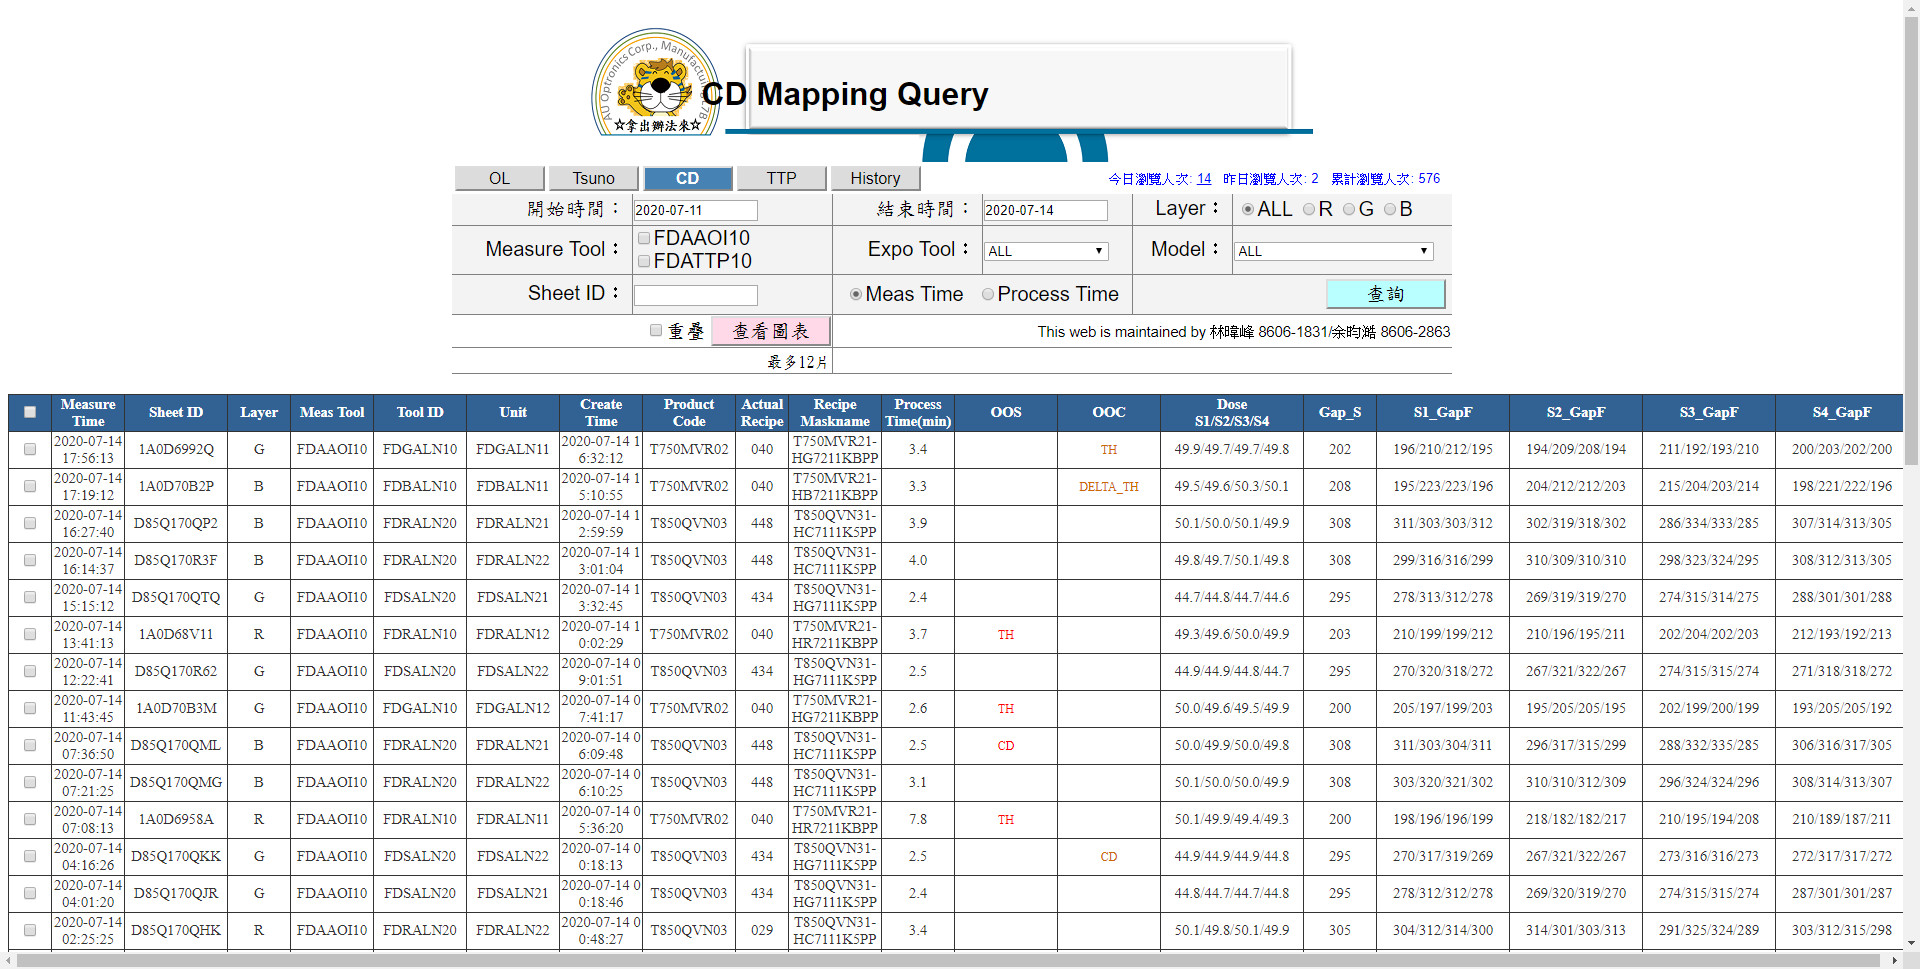 AU Optronics Corp., Manufacturing L7B
☆拿出辦法來☆
CD Mapping Query
OL Tsuno CD TTP History 今日瀏覽人次: 14 昨日瀏覽人次: 2 累計瀏覽人次: 576
開始時間： 2020-07-11 結束時間： 2020-07-14 Layer： ALL R G B
Measure Tool： FDAAOI10 FDATTP10 Expo Tool： ALL Model： ALL
Sheet ID： Meas Time Process Time 查詢
重疊 查看圖表 This web is maintained by 林暐峰 8606-1831/余昀澔 8606-2863
最多12片
Measure Time Sheet ID Layer Meas Tool Tool ID Unit Create Time Product Code Actual Recipe Recipe Maskname Process Time(min) OOS OOC Dose S1/S2/S3/S4 Gap_S S1_GapF S2_GapF S3_GapF S4_GapF
2020-07-14 17:56:13 1A0D6992Q G FDAAOI10 FDGALN10 FDGALN11 2020-07-14 16:32:12 T750MVR02 040 T750MVR21-HG7211KBPP 3.4 TH 49.9/49.7/49.7/49.8 202 196/210/212/195 194/209/208/194 211/192/193/210 200/203/202/200
2020-07-14 17:19:12 1A0D70B2P B FDAAOI10 FDBALN10 FDBALN11 2020-07-14 15:10:55 T750MVR02 040 T750MVR21-HB7211KBPP 3.3 DELTA_TH 49.5/49.6/50.3/50.1 208 195/223/223/196 204/212/212/203 215/204/203/214 198/221/222/196
2020-07-14 16:27:40 D85Q170QP2 B FDAAOI10 FDRALN20 FDRALN21 2020-07-14 12:59:59 T850QVN03 448 T850QVN31-HC7111K5PP 3.9 50.1/50.0/50.1/49.9 308 311/303/303/312 302/319/318/302 286/334/333/285 307/314/313/305
2020-07-14 16:14:37 D85Q170R3F B FDAAOI10 FDRALN20 FDRALN22 2020-07-14 13:01:04 T850QVN03 448 T850QVN31-HC7111K5PP 4.0 49.8/49.7/50.1/49.8 308 299/316/316/299 310/309/310/310 298/323/324/295 308/312/313/305
2020-07-14 15:15:12 D85Q170QTQ G FDAAOI10 FDSALN20 FDSALN21 2020-07-14 13:32:45 T850QVN03 434 T850QVN31-HG7111K5PP 2.4 44.7/44.8/44.7/44.6 295 278/313/312/278 269/319/319/270 274/315/314/275 288/301/301/288
2020-07-14 13:41:13 1A0D68V11 R FDAAOI10 FDRALN10 FDRALN12 2020-07-14 10:02:29 T750MVR02 040 T750MVR21-HR7211KBPP 3.7 TH 49.3/49.6/50.0/49.9 203 210/199/199/212 210/196/195/211 202/204/202/203 212/193/192/213
2020-07-14 12:22:41 D85Q170R62 G FDAAOI10 FDSALN20 FDSALN22 2020-07-14 09:01:51 T850QVN03 434 T850QVN31-HG7111K5PP 2.5 44.9/44.9/44.8/44.7 295 270/320/318/272 267/321/322/267 274/315/315/274 271/318/318/272
2020-07-14 11:43:45 1A0D70B3M G FDAAOI10 FDGALN10 FDGALN12 2020-07-14 07:41:17 T750MVR02 040 T750MVR21-HG7211KBPP 2.6 TH 50.0/49.6/49.5/49.9 200 205/197/199/203 195/205/205/195 202/199/200/199 193/205/205/192
2020-07-14 07:36:50 D85Q170QML B FDAAOI10 FDRALN20 FDRALN21 2020-07-14 06:09:48 T850QVN03 448 T850QVN31-HC7111K5PP 2.5 CD 50.0/49.9/50.0/49.8 308 311/303/304/311 296/317/315/299 288/332/335/285 306/316/317/305
2020-07-14 07:21:25 D85Q170QMG B FDAAOI10 FDRALN20 FDRALN22 2020-07-14 06:10:25 T850QVN03 448 T850QVN31-HC7111K5PP 3.1 50.1/50.0/50.0/49.9 308 303/320/321/302 310/310/312/309 296/324/324/296 308/314/313/307
2020-07-14 07:08:13 1A0D6958A R FDAAOI10 FDRALN10 FDRALN11 2020-07-14 05:36:20 T750MVR02 040 T750MVR21-HR7211KBPP 7.8 TH 50.1/49.9/49.4/49.3 200 198/196/196/199 218/182/182/217 210/195/194/208 210/189/187/211
2020-07-14 04:16:26 D85Q170QKK G FDAAOI10 FDSALN20 FDSALN22 2020-07-14 00:18:13 T850QVN03 434 T850QVN31-HG7111K5PP 2.5 CD 44.9/44.9/44.9/44.8 295 270/317/319/269 267/321/322/267 273/316/316/273 272/317/317/272
2020-07-14 04:01:20 D85Q170QJR G FDAAOI10 FDSALN20 FDSALN21 2020-07-14 00:18:46 T850QVN03 434 T850QVN31-HG7111K5PP 2.4 44.8/44.7/44.7/44.8 295 278/312/312/278 269/320/319/270 274/315/315/274 287/301/301/287
2020-07-14 02:25:25 D85Q170QHK R FDAAOI10 FDRALN20 FDRALN22 2020-07-14 00:48:27 T850QVN03 029 T850QVN31-HC7111K5PP 3.4 50.1/49.8/50.1/49.9 305 304/312/314/300 314/301/303/313 291/325/324/289 303/312/315/298